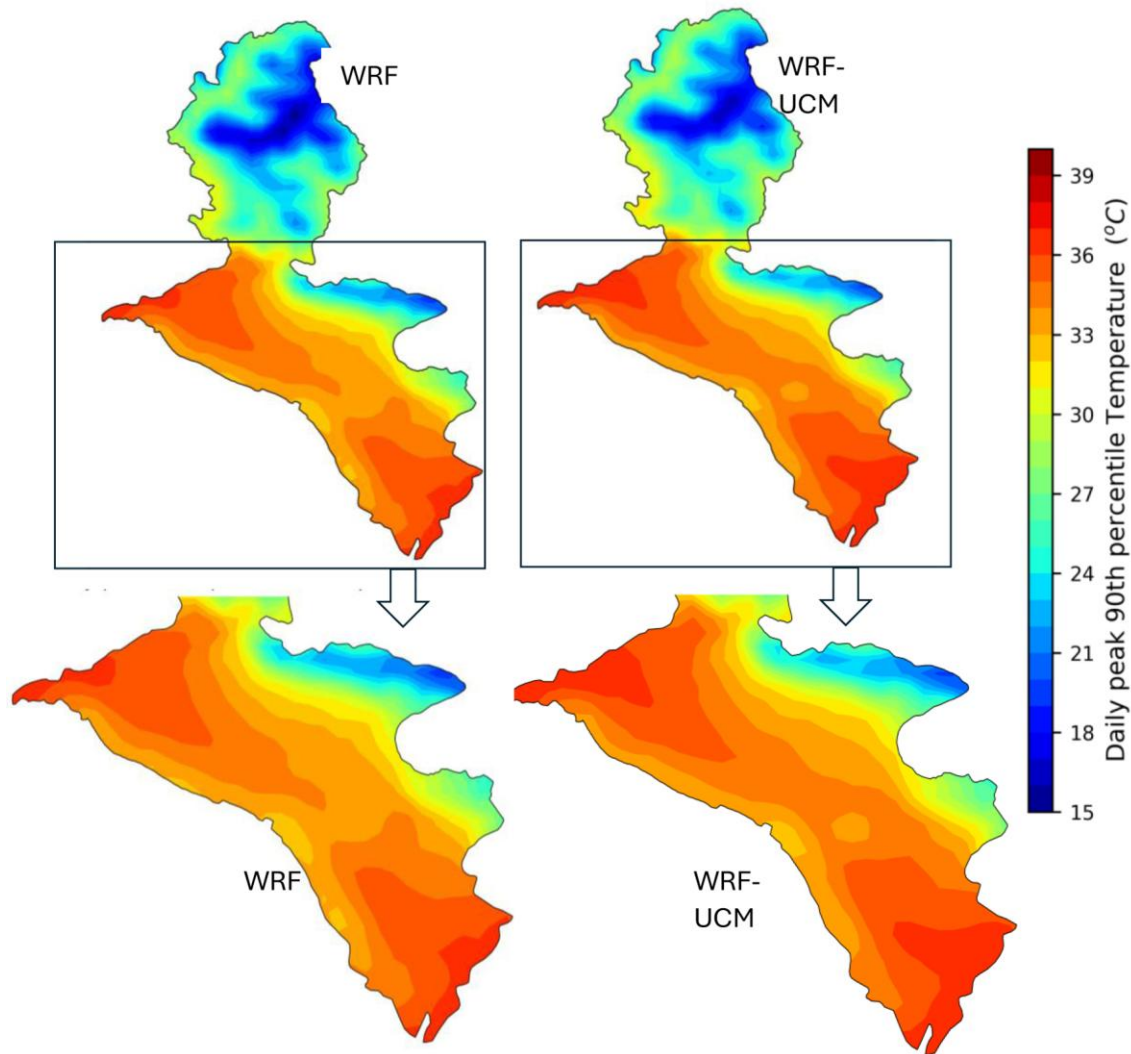 WRF
WRF-
UCM
39
36
33
30
27
24
21
18
15
Daily peak 90th percentile Temperature (°C)
WRF
WRF-
UCM